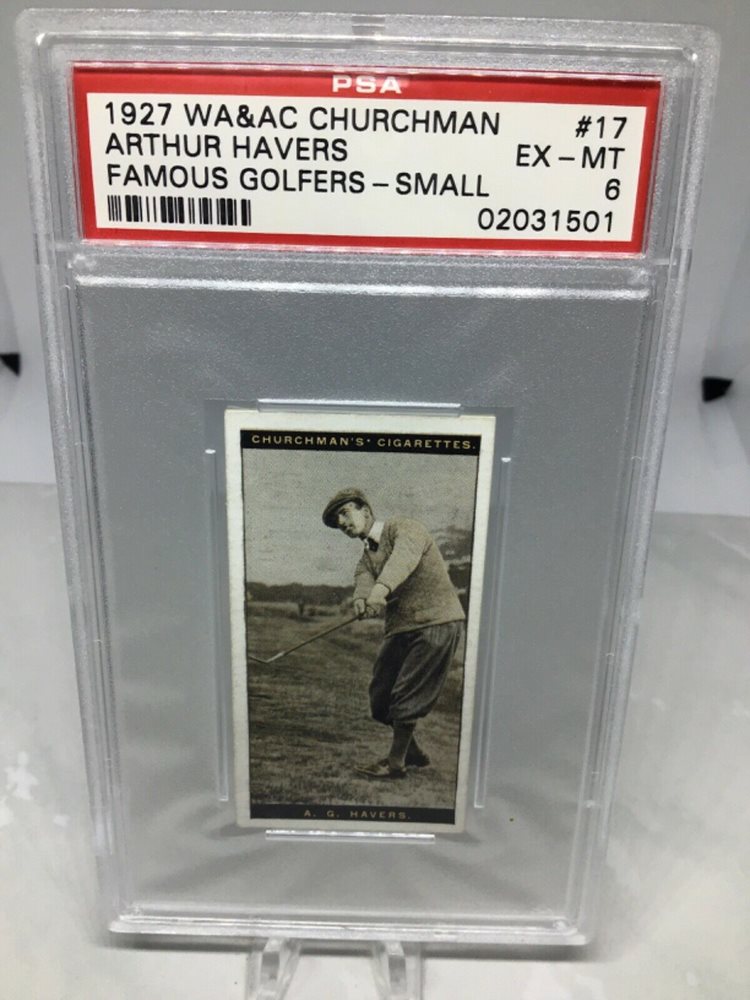 PSA
1927 WA&AC CHURCHMAN #17
ARTHUR HAVERS EX-MT
FAMOUS GOLFERS-SMALL 6
02031501
CHURCHMAN'S· CIGARETTES.
A. G. HAVERS.